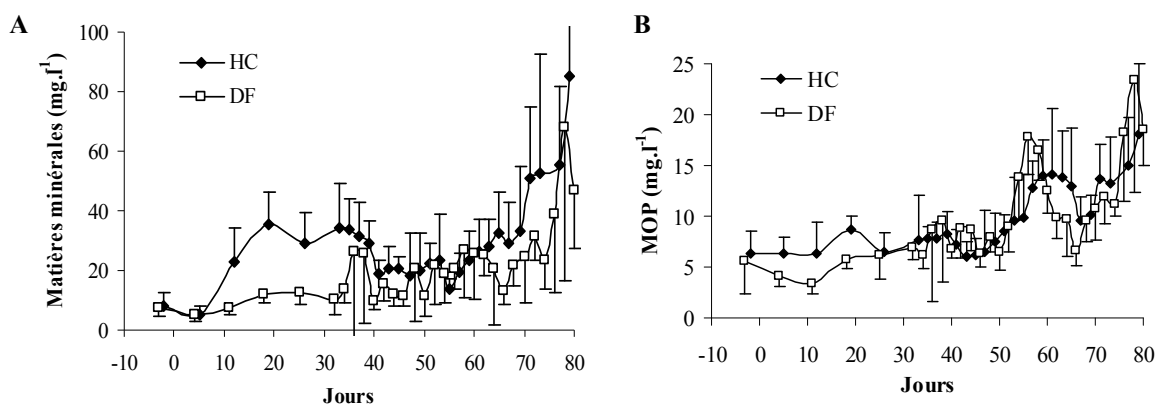 A
Matières minérales (mg.l¹)
100
80
60
40
20
0
-10 0 10 20 30 40 50 60 70 80
Jours
HC
DF
B
MOP (mg.l⁻¹)
25
20
15
10
5
0
-10 0 10 20 30 40 50 60 70 80
Jours
HC
DF